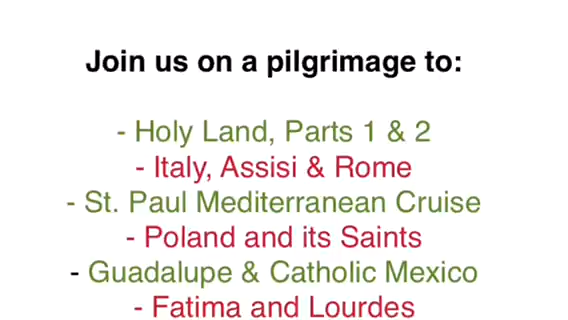 Join us on a pilgrimage to:
- Holy Land, Parts 1 & 2
- Italy, Assisi & Rome
- St. Paul Mediterranean Cruise
- Poland and its Saints
- Guadalupe & Catholic Mexico
- Fatima and Lourdes